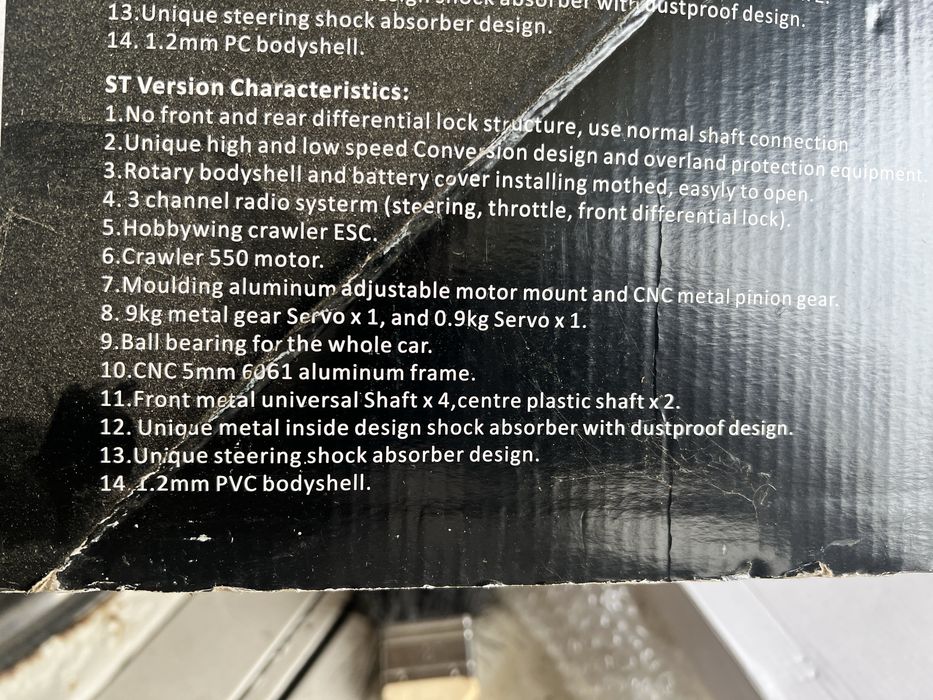 shock absorber with dustproof design.
13.Unique steering shock absorber design.
14. 1.2mm PC bodyshell.
ST Version Characteristics:
1.No front and rear differential lock structure, use normal shaft connection
2.Unique high and low speed Conversion design and overland protection equipment.
3.Rotary bodyshell and battery cover installing mothed, easyly to open.
4. 3 channel radio systerm (steering, throttle, front differential lock).
5.Hobbywing crawler ESC.
6.Crawler 550 motor.
7.Moulding aluminum adjustable motor mount and CNC metal pinion gear.
8. 9kg metal gear Servo x 1, and 0.9kg Servo x 1.
9.Ball bearing for the whole car.
10.CNC 5mm 6061 aluminum frame.
11.Front metal universal Shaft x 4,centre plastic shaft x 2.
12. Unique metal inside design shock absorber with dustproof design.
13.Unique steering shock absorber design.
14. 1.2mm PVC bodyshell.